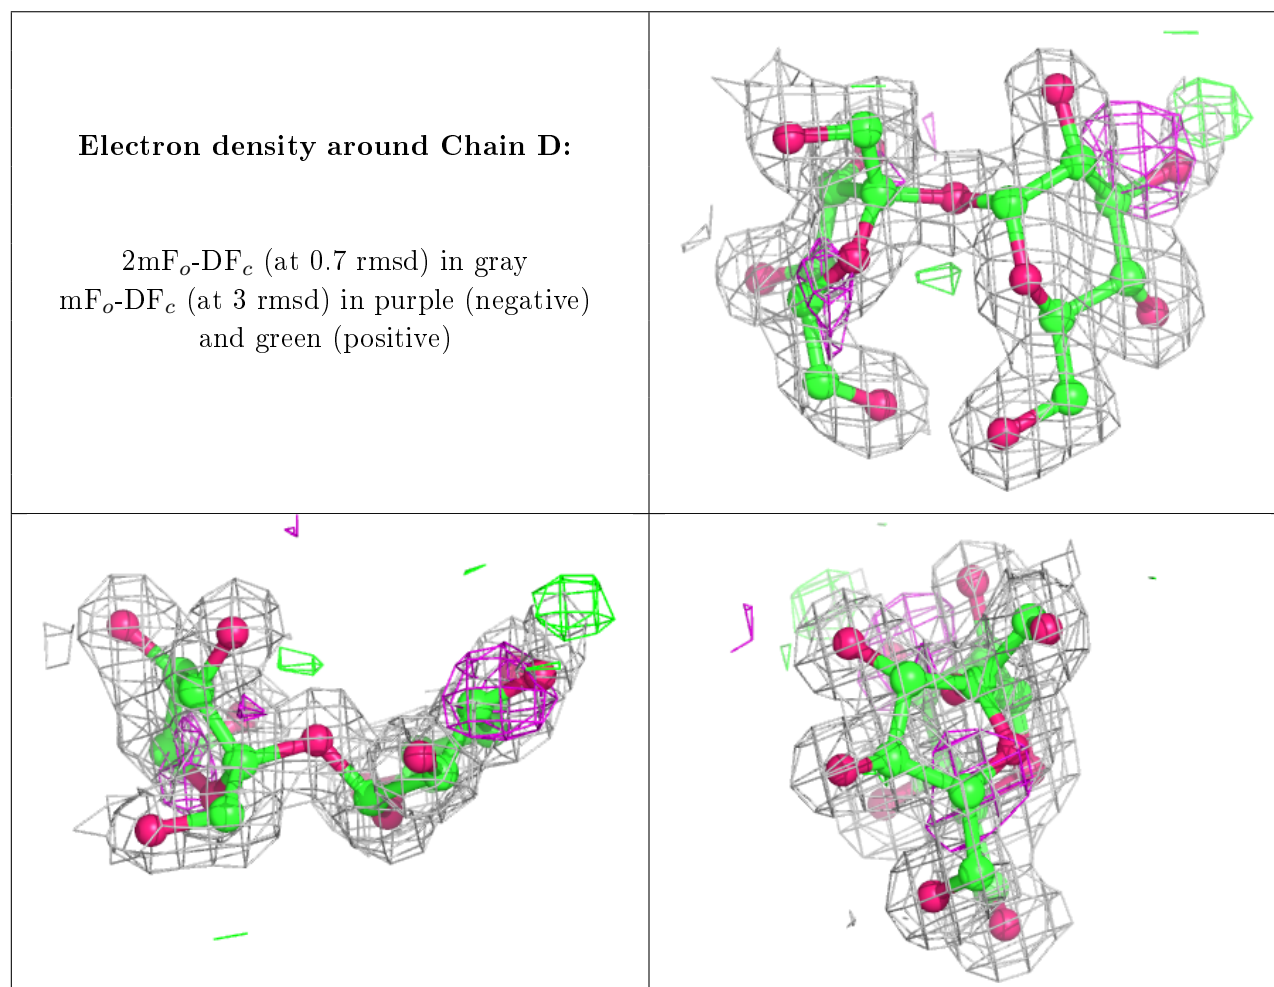 Electron density around Chain D:
2mFo-DFc (at 0.7 rmsd) in gray
mFo-DFc (at 3 rmsd) in purple (negative)
and green (positive)